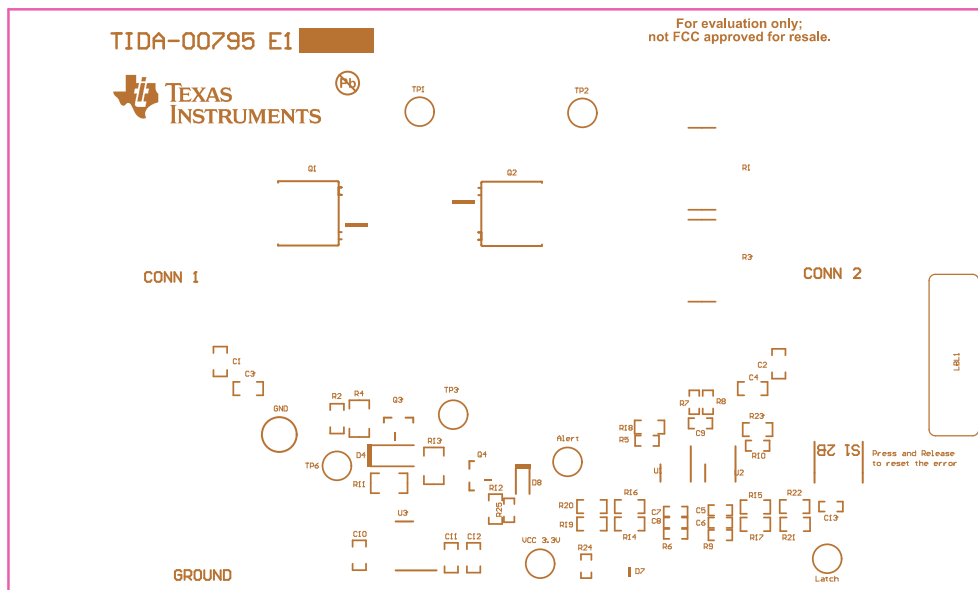 TIDA-00795 E1
For evaluation only;
not FCC approved for resale.
Pb
TEXAS
INSTRUMENTS
TP1
TP2
Q1
Q2
R1
R3
CONN 1
CONN 2
C1
C3
C2
C4
LBL1
GND
R2
R4
Q3
TP3
R7
R8
R18
R5
C9
R23
R10
Alert
D4
R13
TP6
R11
Q4
D8
R12
R25
U1
U2
S1 2B
Press and Release
to reset the error
U3
R20
R16
R19
R14
C7
C8
R6
C5
C6
R9
R15
R17
R22
R21
C13
C10
C11
C12
VCC 3.3V
R24
D7
Latch
GROUND